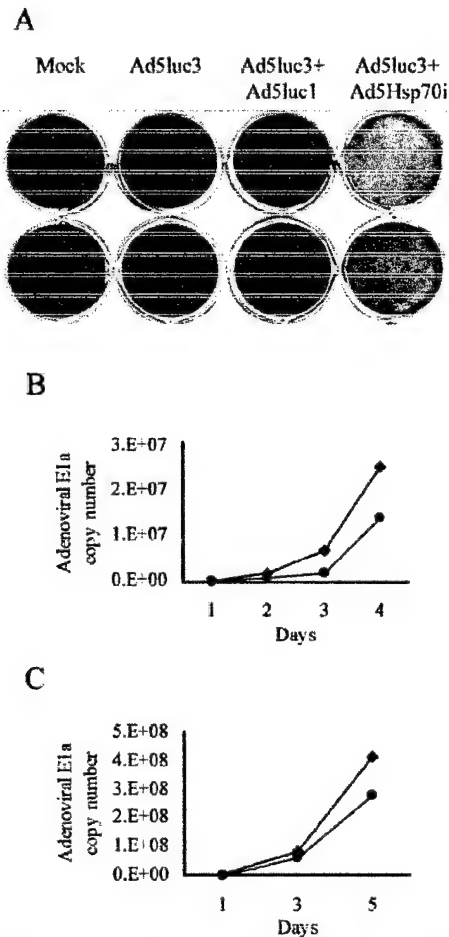 A
Mock Ad5luc3 Ad5luc3+ Ad5luc3+
Ad5luc1 Ad5Hsp70i
B
Adenoviral E1a
copy number
3.E+07
2.E+07
1.E+07
0.E+00
1 2 3 4
Days
C
Adenoviral E1a
copy number
5.E+08
4.E+08
3.E+08
2.E+08
1.E+08
0.E+00
1 3 5
Days